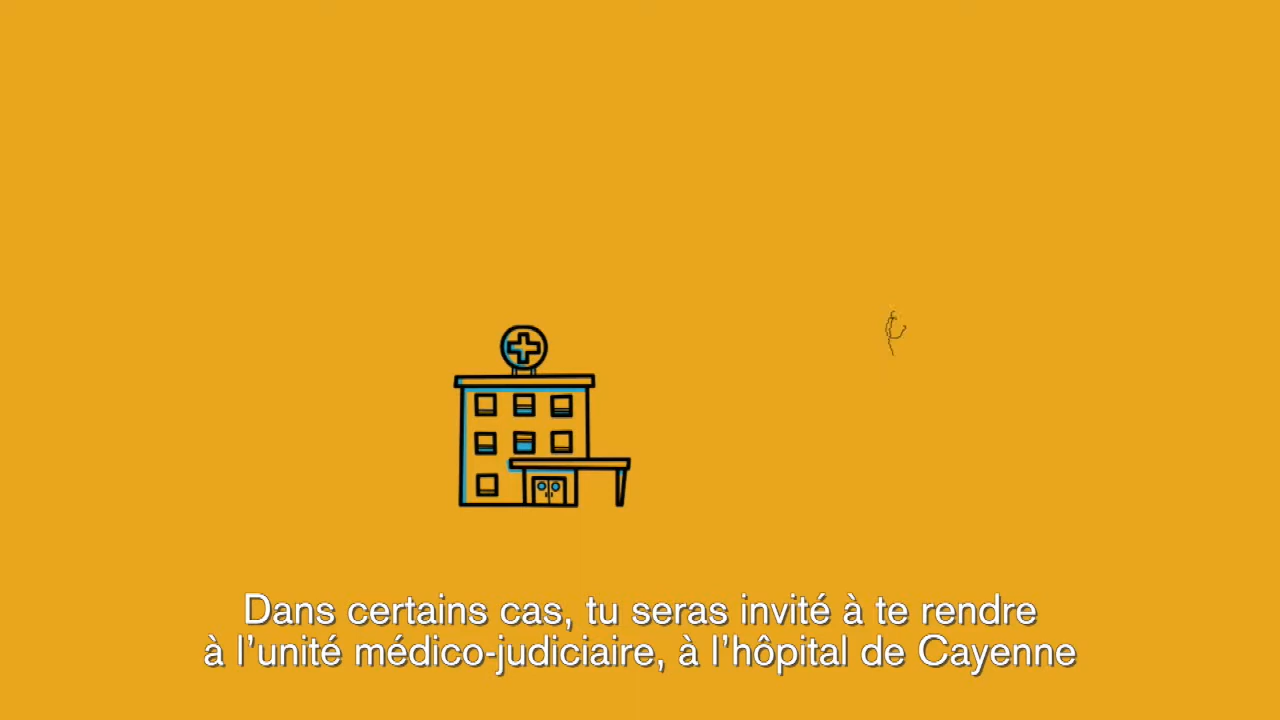 Dans certains cas, tu seras invité à te rendre
à l’unité médico-judiciaire, à l’hôpital de Cayenne